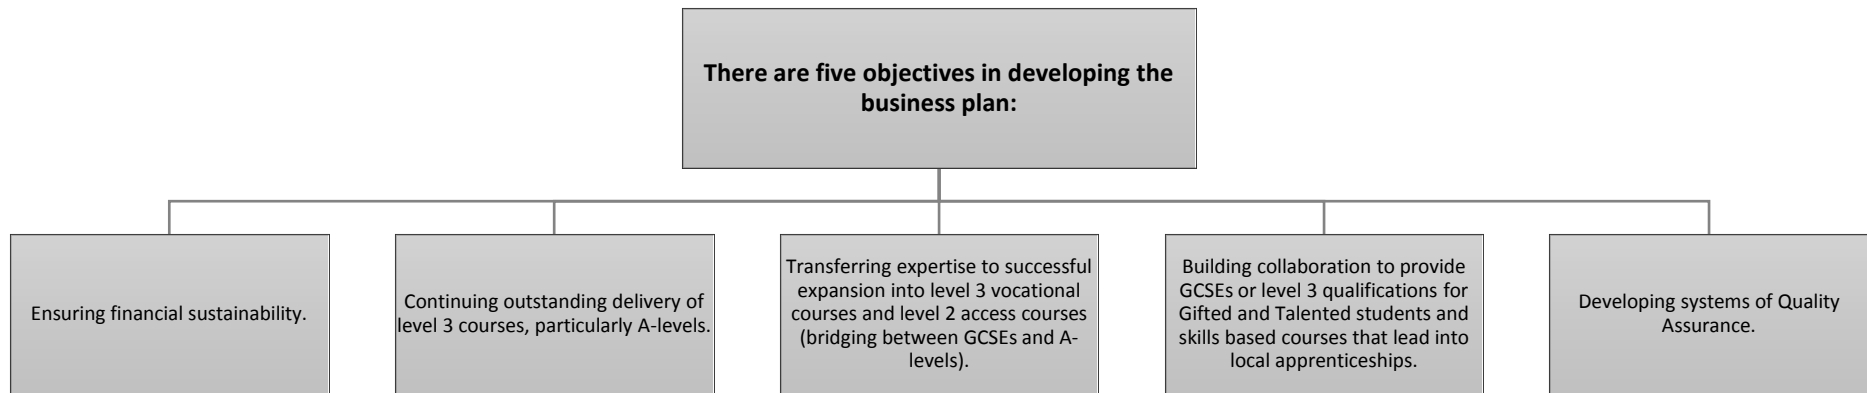 There are five objectives in developing the
business plan:
Ensuring financial sustainability.
Continuing outstanding delivery of
level 3 courses, particularly A-levels.
Transferring expertise to successful
expansion into level 3 vocational
courses and level 2 access courses
(bridging between GCSEs and A-
levels).
Building collaboration to provide
GCSEs or level 3 qualifications for
Gifted and Talented students and
skills based courses that lead into
local apprenticeships.
Developing systems of Quality
Assurance.